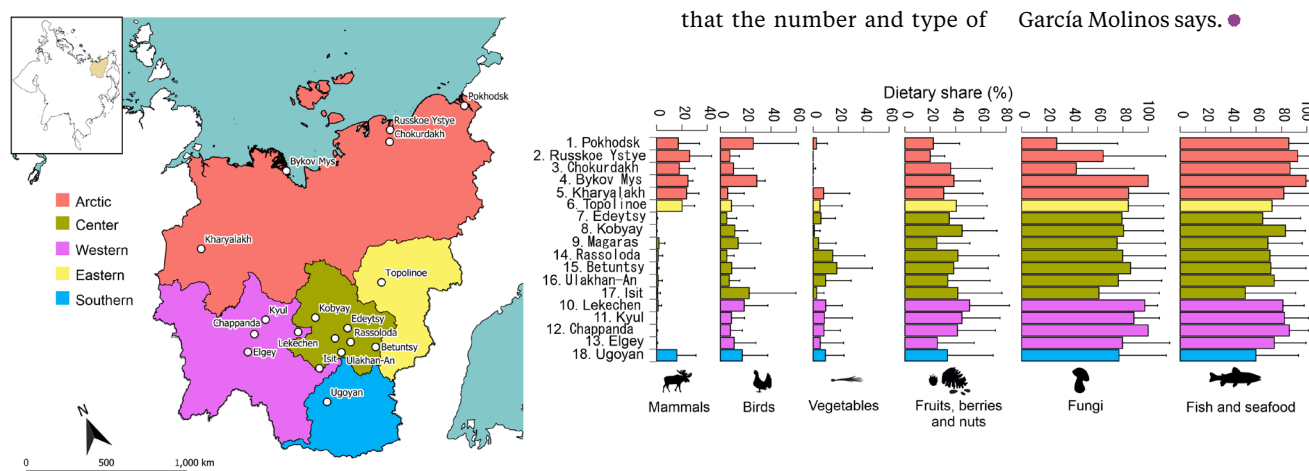 that the number and type of
García Molinos says.
Pokhodsk
Russkoe Ystye
Chokurdakh
Bykov Mys
Kharyalakh
Topolinoe
Kyul
Kobyay
Chappanda
Edeytsy
Rassoloda
Lekechen
Betuntsy
Elgey
Isit
Ulakhan-An
Ugoyan
Arctic
Center
Western
Eastern
Southern
N
0 500 1,000 km
Dietary share (%)
0 20 40
0 20 40 60
0 20 40 60
0 20 40 60 80
0 20 40 60 80 100
0 20 40 60 80 100
1. Pokhodsk
2. Russkoe Ystye
3. Chokurdakh
4. Bykov Mys
5. Kharyalakh
6. Topolinoe
7. Edeytsy
8. Kobyay
9. Magaras
14. Rassoloda
15. Betuntsy
16. Ulakhan-An
17. Isit
10. Lekechen
11. Kyul
12. Chappanda
13. Elgey
18. Ugoyan
Mammals
Birds
Vegetables
Fruits, berries
and nuts
Fungi
Fish and seafood